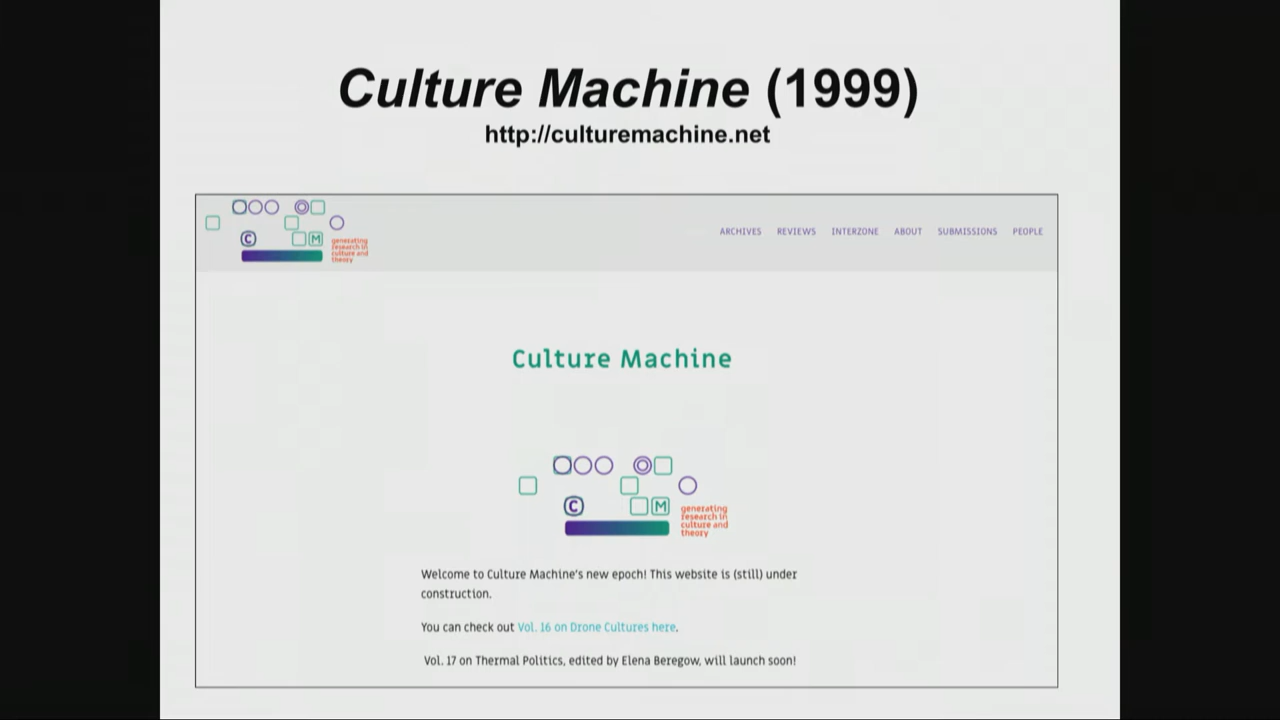 Culture Machine (1999)
http://culturemachine.net
C
M
generating
research in
culture and
theory
ARCHIVES REVIEWS INTERZONE ABOUT SUBMISSIONS PEOPLE
Culture Machine
C
M
generating
research in
culture and
theory
Welcome to Culture Machine's new epoch! This website is (still) under
construction.
You can check out Vol. 16 on Drone Cultures here.
Vol. 17 on Thermal Politics, edited by Elena Beregow, will launch soon!